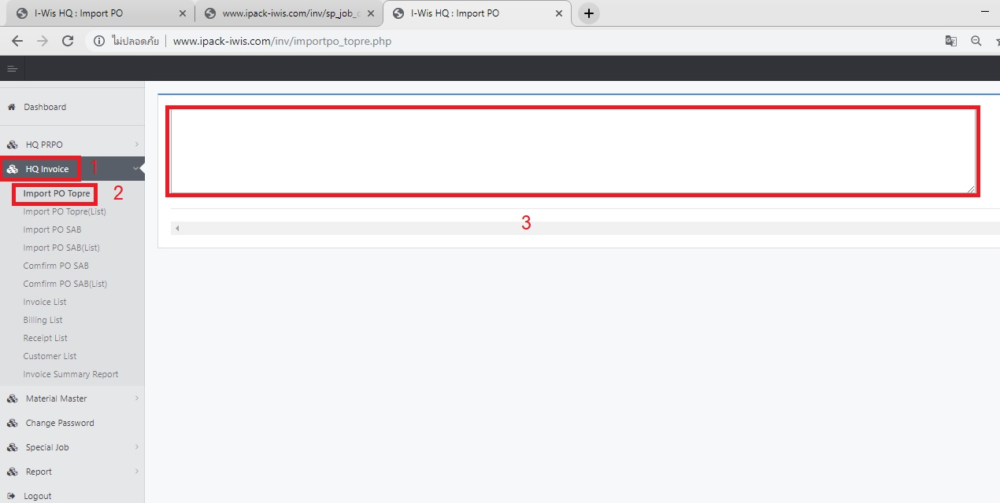 I-Wis HQ : Import PO
www.ipack-iwis.com/inv/sp_job_
I-Wis HQ : Import PO
ไม่ปลอดภัย
www.ipack-iwis.com/inv/importpo_topre.php
Dashboard
HQ PRPO
HQ Invoice
1
Import PO Topre
2
Import PO Topre(List)
3
Import PO SAB
Import PO SAB(List)
Comfirm PO SAB
Comfirm PO SAB(List)
Invoice List
Billing List
Receipt List
Customer List
Invoice Summary Report
Material Master
Change Password
Special Job
Report
Logout